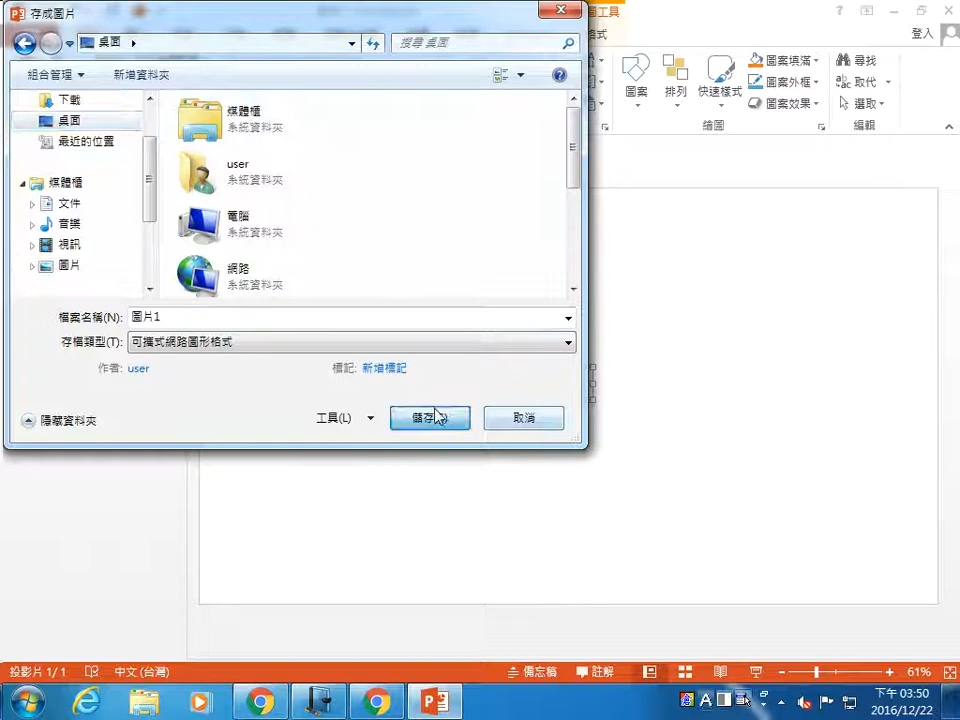 存成圖片
圖工具
登入
格式
桌面
搜尋 桌面
組合管理
新增資料夾
下載
桌面
最近的位置
媒體櫃
文件
音樂
視訊
圖片
媒體櫃
系統資料夾
user
系統資料夾
電腦
系統資料夾
網路
系統資料夾
檔案名稱(N):
圖片1
存檔類型(T):
可攜式網路圖形格式
作者:
user
標記:
新增標記
隱藏資料夾
工具(L)
儲存(S)
取消
圖案
排列
快速樣式
圖案填滿
圖案外框
圖案效果
繪圖
尋找
取代
選取
編輯
投影片 1/ 1
中文 (台灣)
備忘稿
註解
61%
A
下午 03:50
2016/12/22